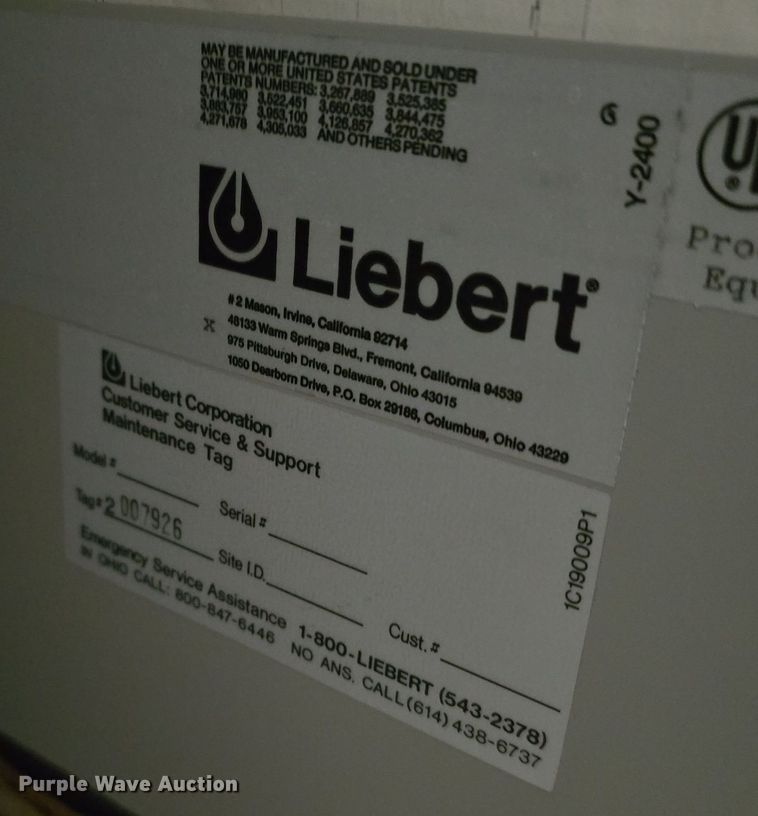 MAY BE MANUFACTURED AND SOLD UNDER
ONE OR MORE UNITED STATES PATENTS
PATENTS NUMBERS: 3,267,889 3,525,385
3,714,980 3,522,451 3,660,635 3,844,475
3,883,757 3,953,100 4,126,857 4,270,362
4,271,678 4,306,033 AND OTHERS PENDING
G
Y-2400
UL
®
Pro
Equ
Liebert®
#2 Mason, Irvine, California 92714
X 48133 Warm Springs Blvd., Fremont, California 94539
975 Pittsburgh Drive, Delaware, Ohio 43015
1050 Dearborn Drive, P.O. Box 29186, Columbus, Ohio 43229
Liebert Corporation
Customer Service & Support
Maintenance Tag
Model #
Serial #
Tag # 2 007926
Site I.D.
Cust. #
Emergency Service Assistance 1-800-LIEBERT (543-2378)
IN OHIO CALL: 800-847-6446 NO ANS. CALL (614) 438-6737
1C19009P1
Purple Wave Auction